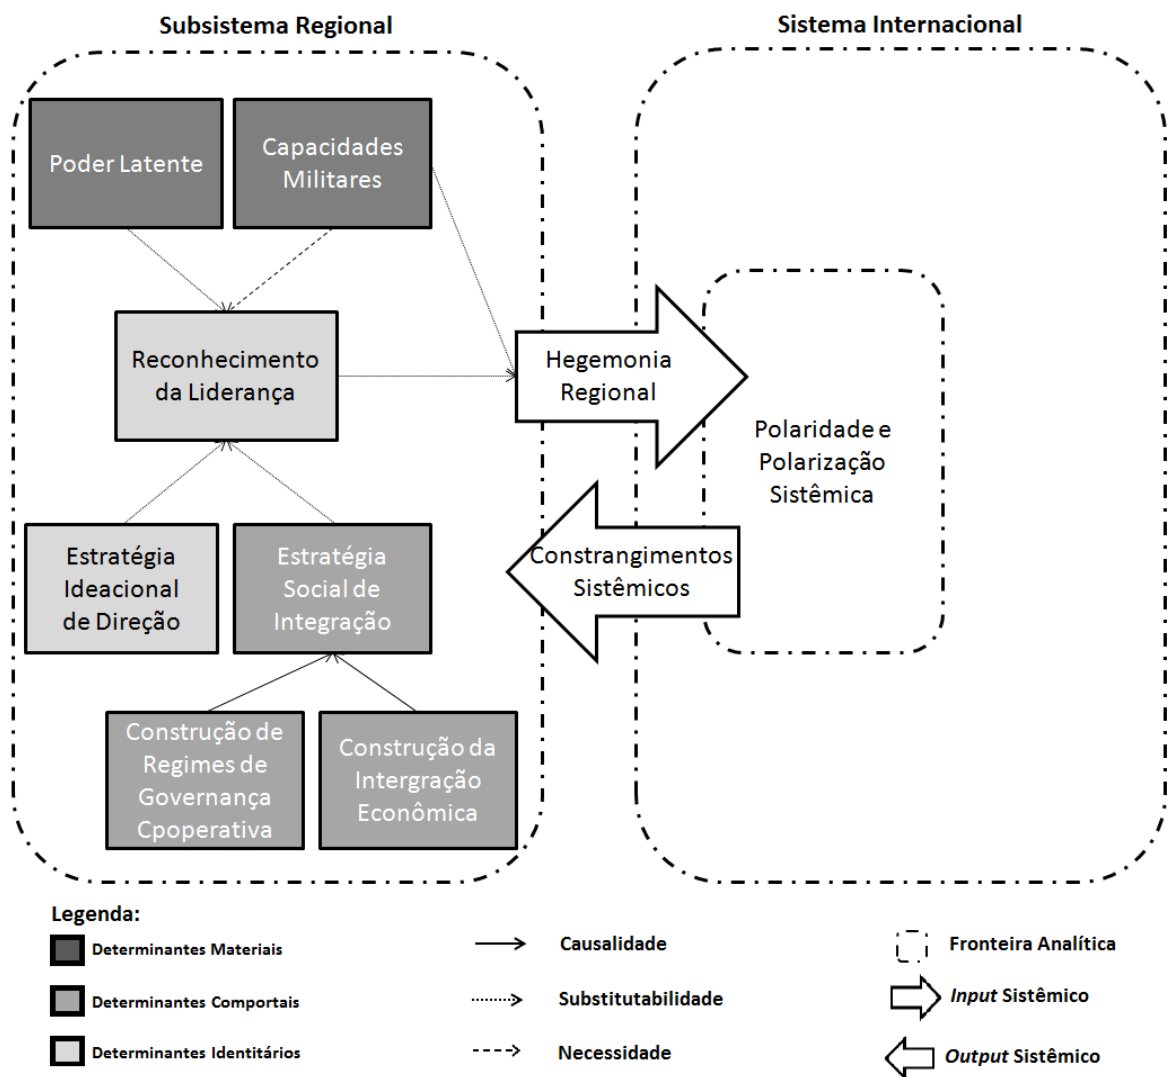 Subsistema Regional
Sistema Internacional
Poder Latente
Capacidades
Militares
Reconhecimento
da Liderança
Hegemonia
Regional
Polaridade e
Polarização
Sistêmica
Estratégia
Ideacional
de Direção
Estratégia
Social de
Integração
Constrangimentos
Sistêmicos
Construção de
Regimes de
Governança
Cpoperativa
Construção da
Intergração
Econômica
Legenda:
Determinantes Materiais
Causalidade
Fronteira Analítica
Determinantes Comportais
Substitutabilidade
Input Sistêmico
Determinantes Identitários
Necessidade
Output Sistêmico